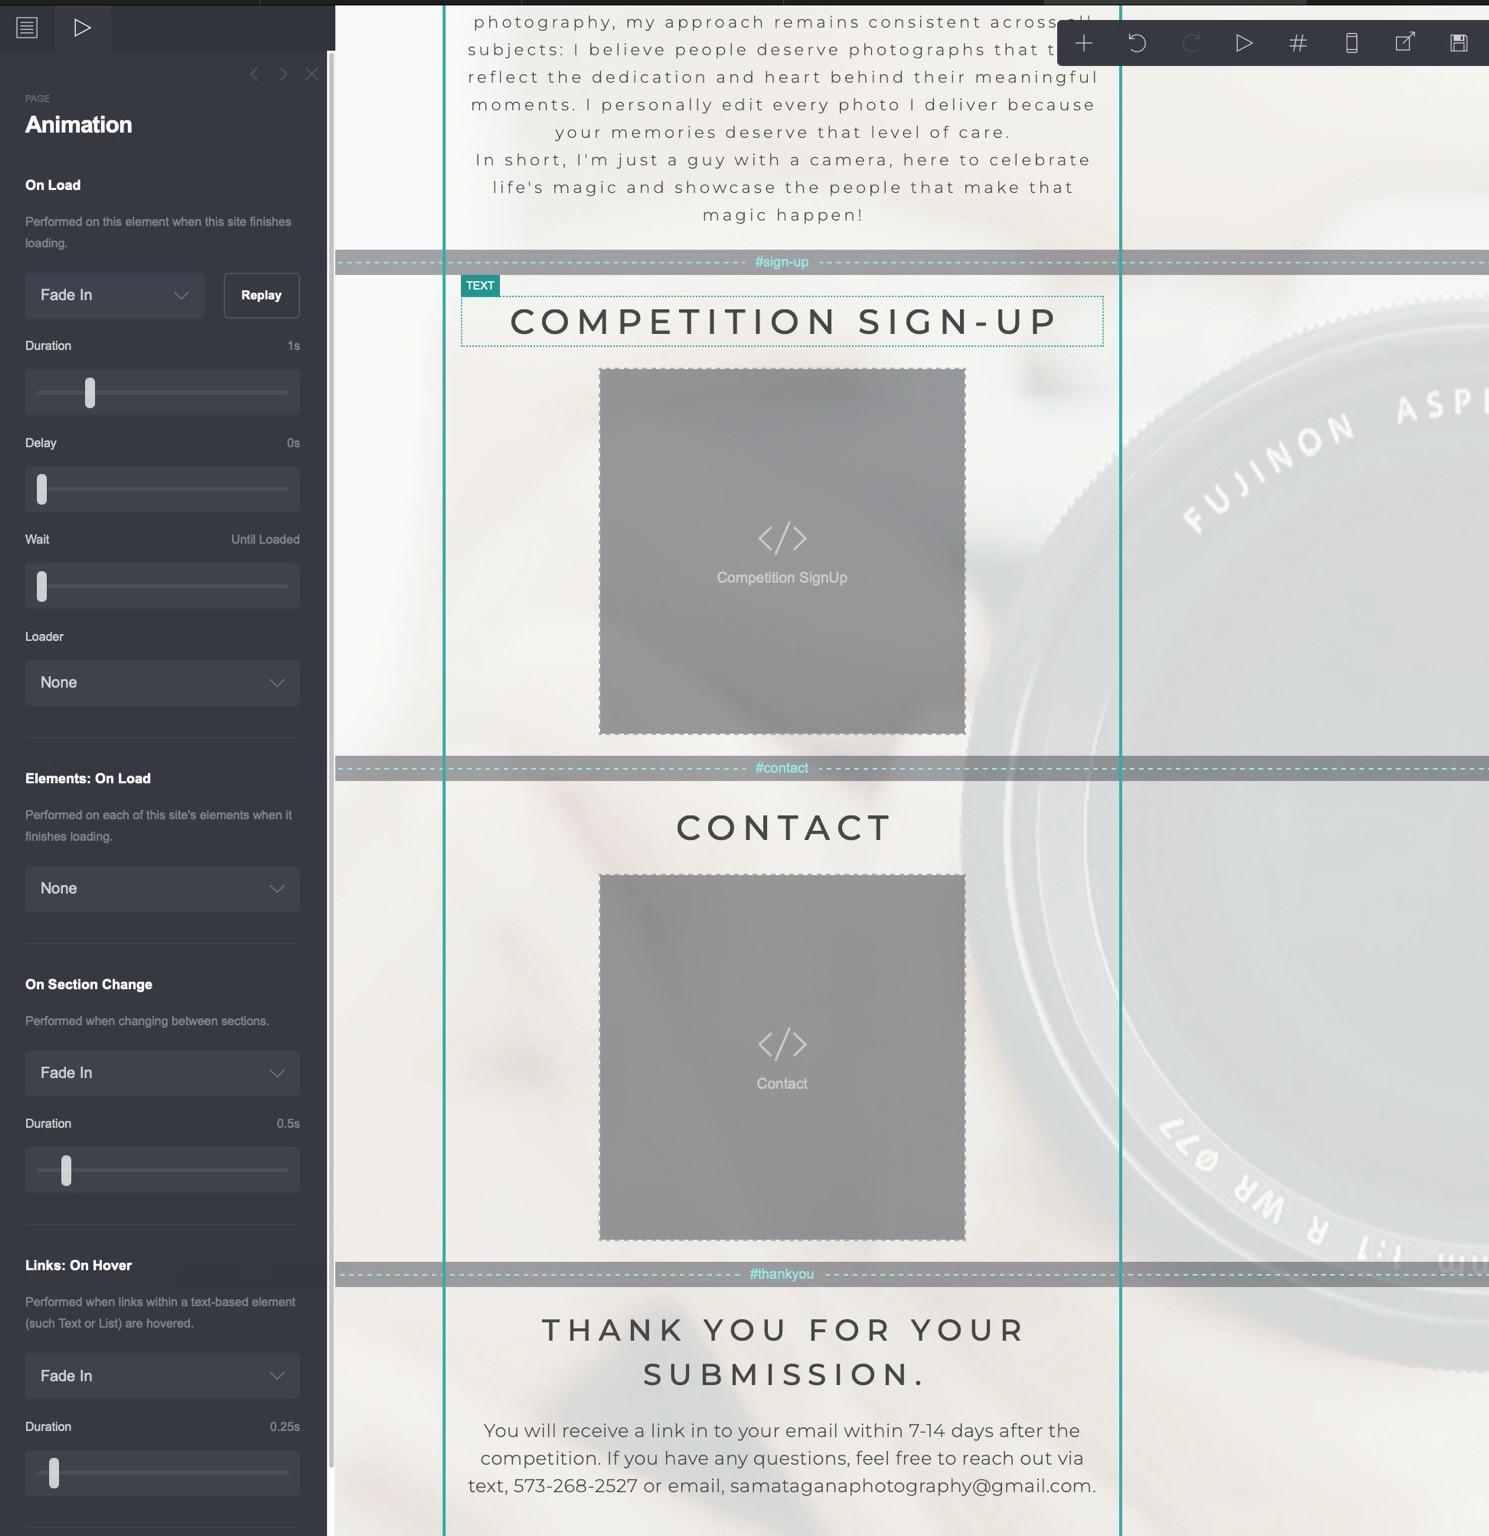 PAGE
Animation
On Load
Performed on this element when this site finishes
loading.
Fade In
Replay
Duration
1s
Delay
0s
Wait
Until Loaded
Loader
None
Elements: On Load
Performed on each of this site's elements when it
finishes loading.
None
On Section Change
Performed when changing between sections.
Fade In
Duration
0.5s
Links: On Hover
Performed when links within a text-based element
(such Text or List) are hovered.
Fade In
Duration
0.25s
photography, my approach remains consistent across all
subjects: I believe people deserve photographs that
reflect the dedication and heart behind their meaningful
moments. I personally edit every photo I deliver because
your memories deserve that level of care.
In short, I'm just a guy with a camera, here to celebrate
life's magic and showcase the people that make that
magic happen!
#sign-up
TEXT
COMPETITION SIGN-UP
</>
Competition SignUp
#contact
CONTACT
</>
Contact
#thankyou
THANK YOU FOR YOUR
SUBMISSION.
You will receive a link in to your email within 7-14 days after the
competition. If you have any questions, feel free to reach out via
text, 573-268-2527 or email, samataganaphotography@gmail.com.
FUJINON
R WR Ø77
1:1